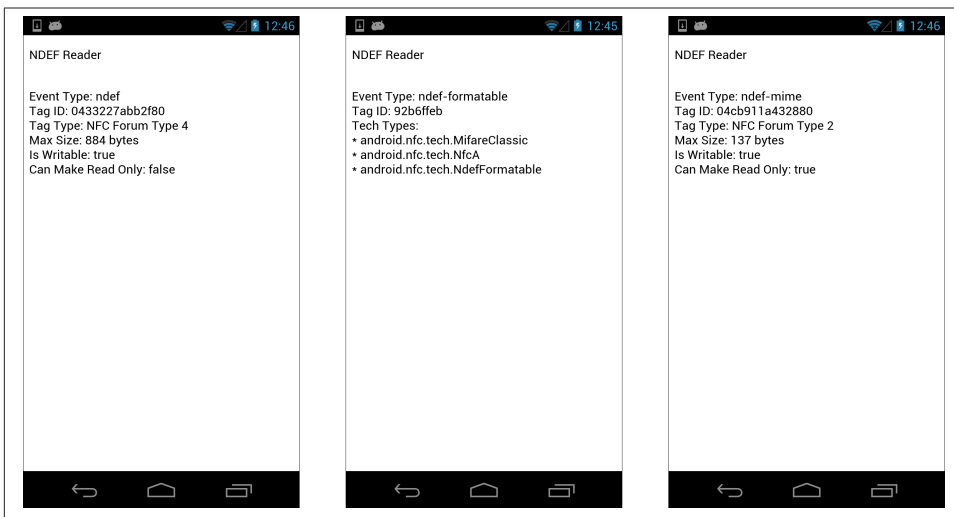 12:46
NDEF Reader
Event Type: ndef
Tag ID: 0433227abb2f80
Tag Type: NFC Forum Type 4
Max Size: 884 bytes
Is Writable: true
Can Make Read Only: false
12:45
NDEF Reader
Event Type: ndef-formatable
Tag ID: 92b6ffeb
Tech Types:
* android.nfc.tech.MifareClassic
* android.nfc.tech.NfcA
* android.nfc.tech.NdefFormatable
12:46
NDEF Reader
Event Type: ndef-mime
Tag ID: 04cb911a432880
Tag Type: NFC Forum Type 2
Max Size: 137 bytes
Is Writable: true
Can Make Read Only: true